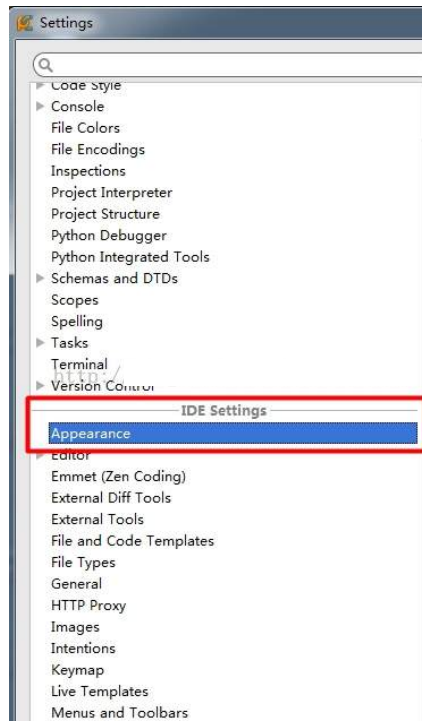 Settings
Code Style
Console
File Colors
File Encodings
Inspections
Project Interpreter
Project Structure
Python Debugger
Python Integrated Tools
Schemas and DTDs
Scopes
Spelling
Tasks
Terminal
http:/
Version Control
IDE Settings
Appearance
Editor
Emmet (Zen Coding)
External Diff Tools
External Tools
File and Code Templates
File Types
General
HTTP Proxy
Images
Intentions
Keymap
Live Templates
Menus and Toolbars